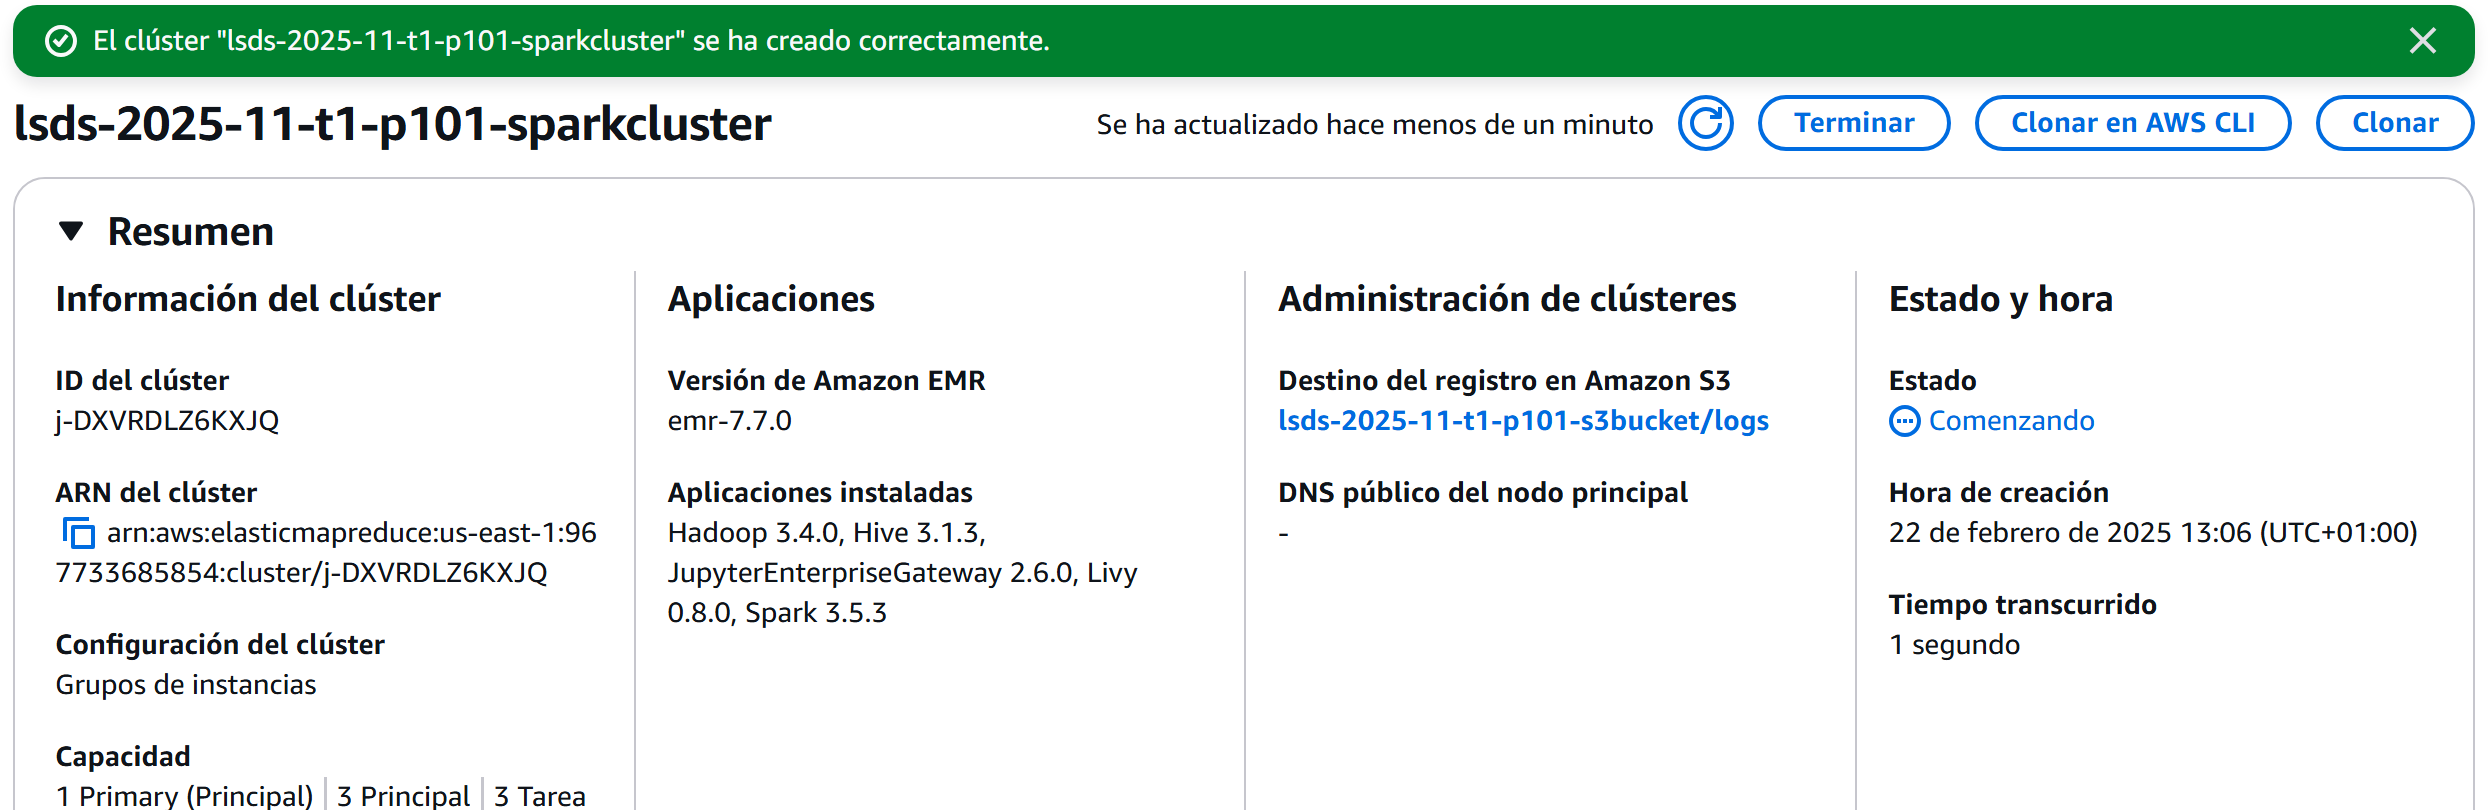 El clúster "lsds-2025-11-t1-p101-sparkcluster" se ha creado correctamente.
lsds-2025-11-t1-p101-sparkcluster
Se ha actualizado hace menos de un minuto
Terminar
Clonar en AWS CLI
Clonar
Resumen
Información del clúster
ID del clúster
j-DXVRDLZ6KXJQ
ARN del clúster
arn:aws:elasticmapreduce:us-east-1:96
7733685854:cluster/j-DXVRDLZ6KXJQ
Configuración del clúster
Grupos de instancias
Capacidad
1 Primary (Principal) | 3 Principal | 3 Tarea
Aplicaciones
Versión de Amazon EMR
emr-7.7.0
Aplicaciones instaladas
Hadoop 3.4.0, Hive 3.1.3,
JupyterEnterpriseGateway 2.6.0, Livy
0.8.0, Spark 3.5.3
Administración de clústeres
Destino del registro en Amazon S3
lsds-2025-11-t1-p101-s3bucket/logs
DNS público del nodo principal
-
Estado y hora
Estado
Comenzando
Hora de creación
22 de febrero de 2025 13:06 (UTC+01:00)
Tiempo transcurrido
1 segundo